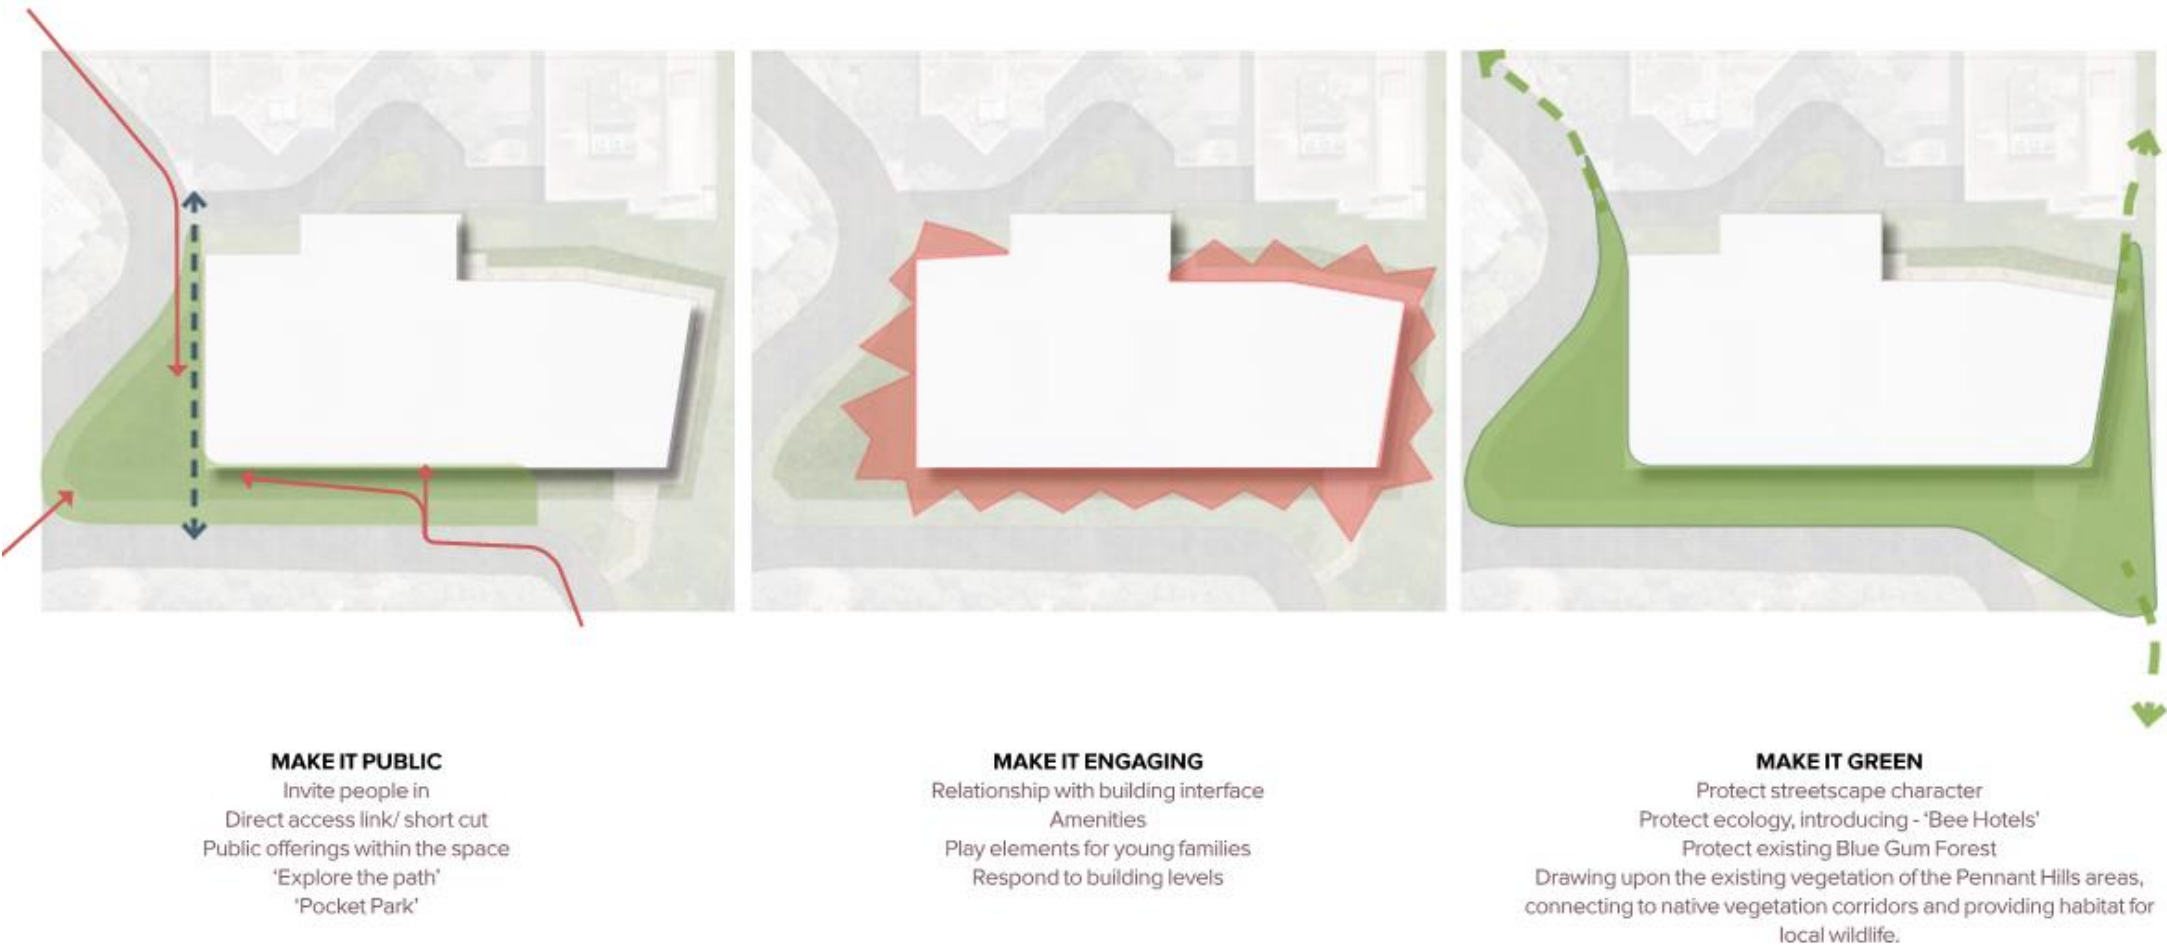 MAKE IT PUBLIC
Invite people in
Direct access link/ short cut
Public offerings within the space
‘Explore the path’
‘Pocket Park’
MAKE IT ENGAGING
Relationship with building interface
Amenities
Play elements for young families
Respond to building levels
MAKE IT GREEN
Protect streetscape character
Protect ecology, introducing - ‘Bee Hotels’
Protect existing Blue Gum Forest
Drawing upon the existing vegetation of the Pennant Hills areas,
connecting to native vegetation corridors and providing habitat for
local wildlife.